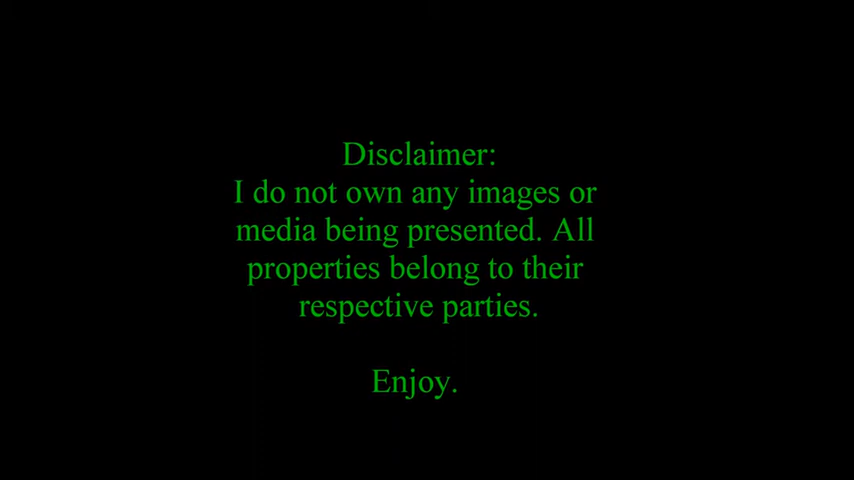 Disclaimer:
I do not own any images or
media being presented. All
properties belong to their
respective parties.
Enjoy.